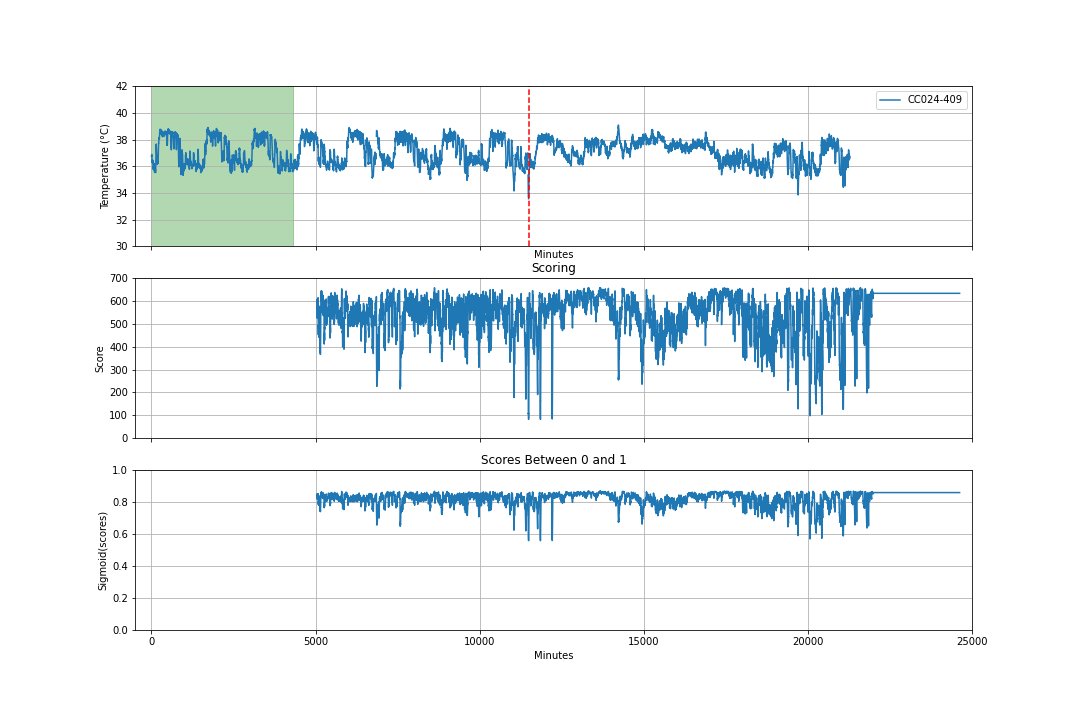 42
40
38
36
34
32
30
Temperature (°C)
CC024-409
Minutes
Scoring
700
600
500
400
300
200
100
0
Score
Scores Between 0 and 1
1.0
0.8
0.6
0.4
0.2
0.0
Sigmoid(scores)
0 5000 10000 15000 20000 25000
Minutes